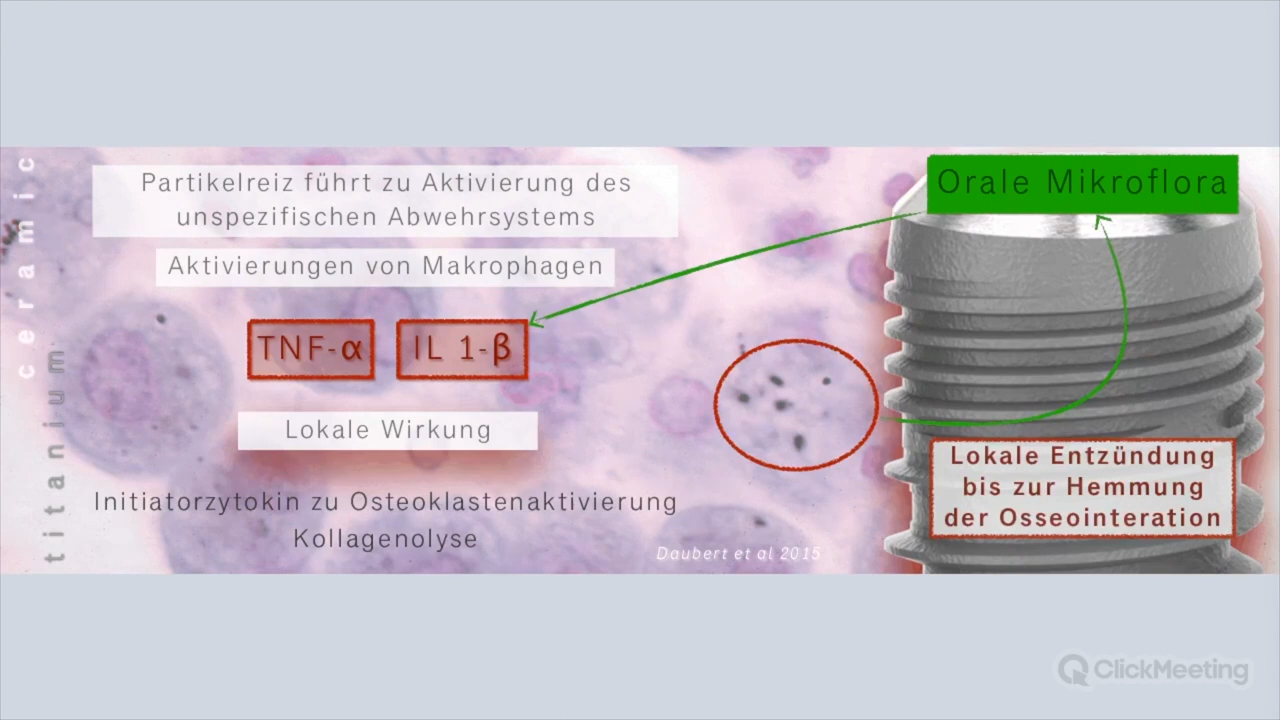 ceramic
titanium
Partikelreiz führt zu Aktivierung des
unspezifischen Abwehrsystems
Aktivierungen von Makrophagen
TNF-α
IL 1-β
Lokale Wirkung
Initiatorzytokin zu Osteoklastenaktivierung
Kollagenolyse
Daubert et al 2015
Orale Mikroflora
Lokale Entzündung
bis zur Hemmung
der Osseointeration
ClickMeeting